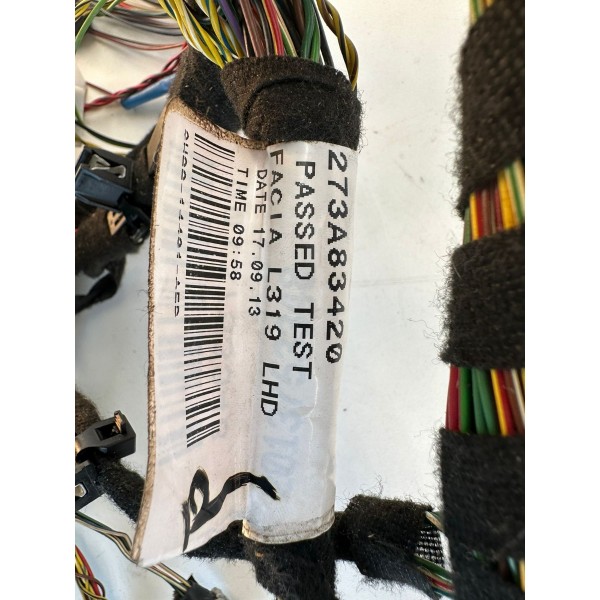 273A83420
PASSED TEST
FACIA L319 LHD
DATE 17.09.13
TIME 09:58